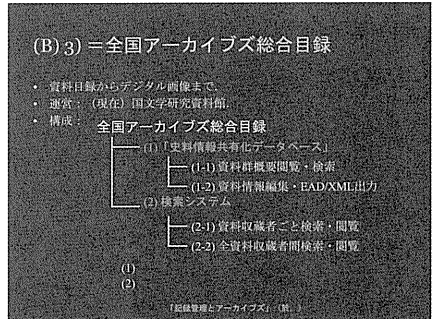 (B) 3) ＝全国アーカイブズ総合目録
• 資料目録からデジタル画像まで.
• 運営：（現在）国文学研究資料館.
• 構成：
全国アーカイブズ総合目録
(1)「史料情報共有化データベース」
(1-1) 資料群概要閲覧・検索
(1-2) 資料情報編集・EAD/XML出力
(2) 検索システム
(2-1) 資料収蔵者ごと検索・閲覧
(2-2) 全資料収蔵者間検索・閲覧
(1)
(2)
「記録管理とアーカイブズ」